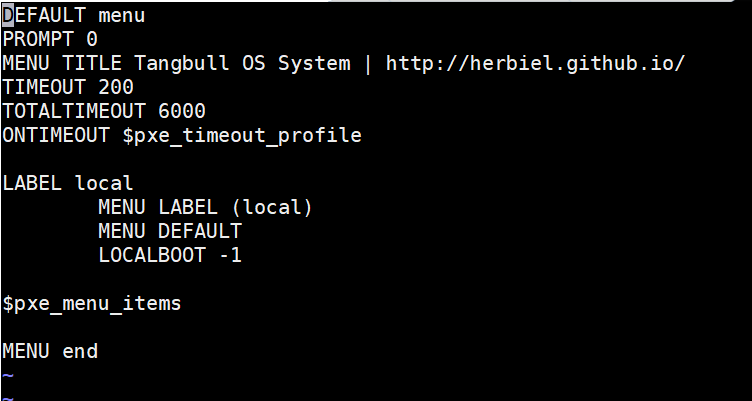 DEFAULT menu
PROMPT 0
MENU TITLE Tangbull OS System | http://herbiel.github.io/
TIMEOUT 200
TOTALTIMEOUT 6000
ONTIMEOUT $pxe_timeout_profile
LABEL local
MENU LABEL (local)
MENU DEFAULT
LOCALBOOT -1
$pxe_menu_items
MENU end
~
~